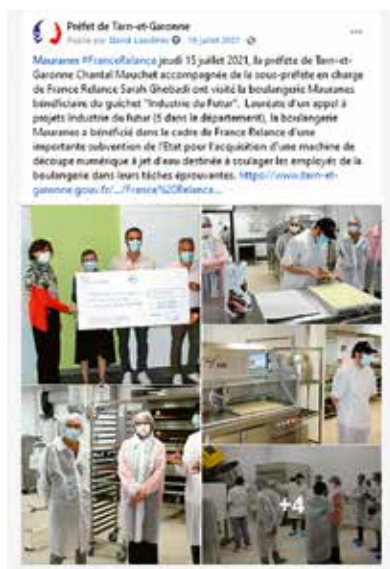 Préfet de Tarn-et-Garonne
Publié par David Landères 19 juillet 2021
Mauranes #FranceRelance jeudi 15 juillet 2021, la préfète de Tarn-et-
Garonne Chantal Mauchet accompagnée de la sous-préfète en charge
de France Relance Sarah Ghobadi ont visité la boulangerie Mauranes
bénéficiaire du guichet "Industrie du Futur". Lauréats d'un appel à
projets Industrie du futur (5 dans le département), la boulangerie
Mauranes a bénéficié dans le cadre de France Relance d'une
importante subvention de l'Etat pour l'acquisition d'une machine de
découpe numérique à jet d'eau destinée à soulager les employés de la
boulangerie dans leurs tâches éprouvantes. https://www.tarn-et-
garonne.gouv.fr/.../France%20Relance...
+4